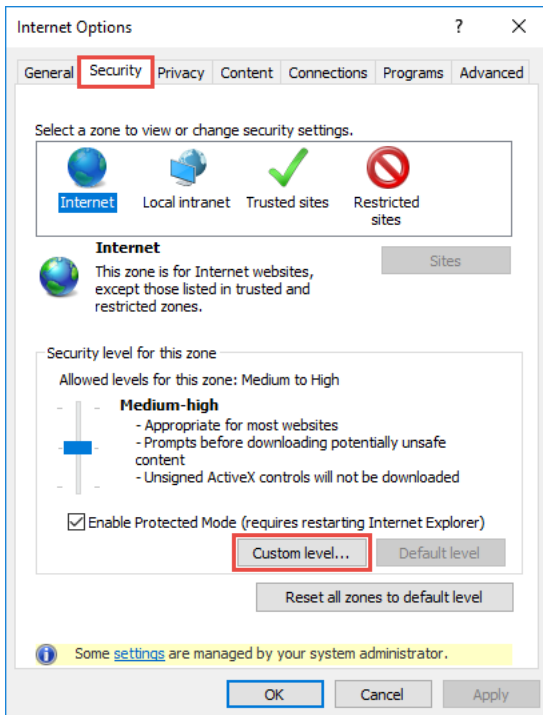 Internet Options
? ×
General Security Privacy Content Connections Programs Advanced
Select a zone to view or change security settings.
Internet Local intranet Trusted sites Restricted
sites
Internet
Sites
This zone is for Internet websites,
except those listed in trusted and
restricted zones.
Security level for this zone
Allowed levels for this zone: Medium to High
Medium-high
- Appropriate for most websites
- Prompts before downloading potentially unsafe
content
- Unsigned ActiveX controls will not be downloaded
Enable Protected Mode (requires restarting Internet Explorer)
Custom level... Default level
Reset all zones to default level
Some settings are managed by your system administrator.
OK Cancel Apply